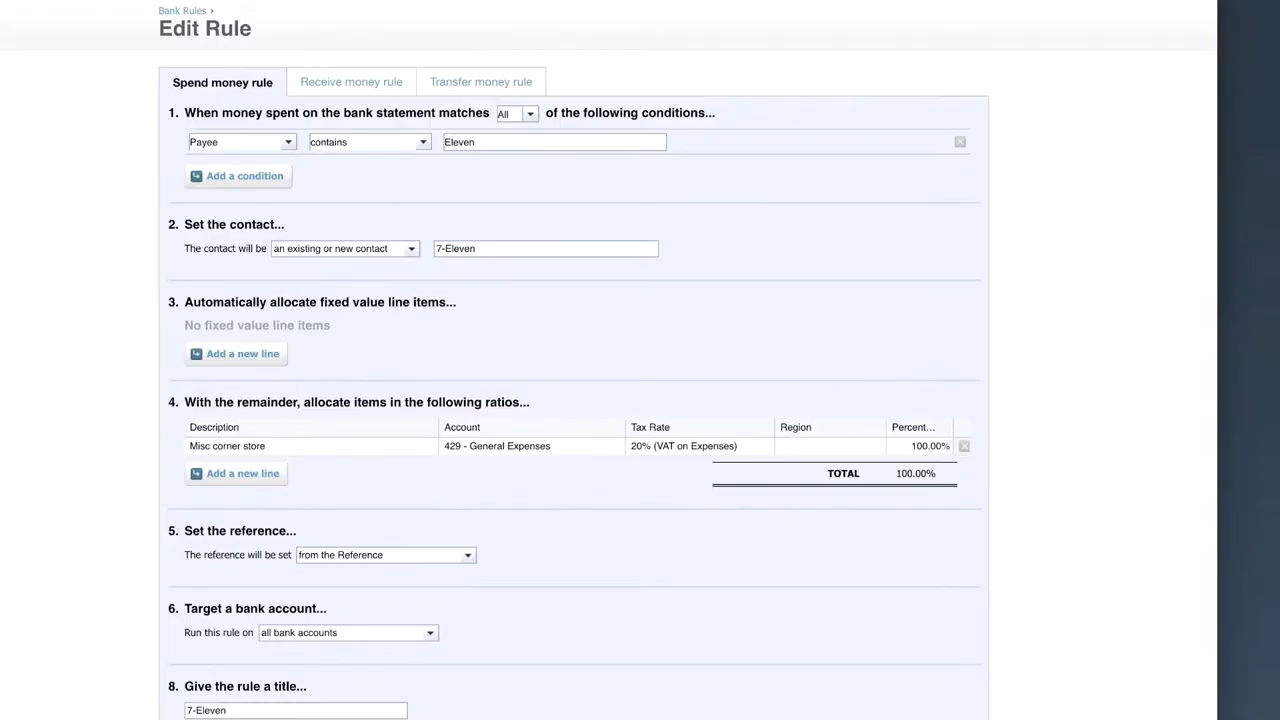 Bank Rules ›
Edit Rule
Spend money rule
Receive money rule
Transfer money rule
1. When money spent on the bank statement matches All of the following conditions...
Payee contains Eleven
Add a condition
2. Set the contact...
The contact will be an existing or new contact 7-Eleven
3. Automatically allocate fixed value line items...
No fixed value line items
Add a new line
4. With the remainder, allocate items in the following ratios...
Description Account Tax Rate Region Percent...
Misc corner store 429 - General Expenses 20% (VAT on Expenses) 100.00%
Add a new line
TOTAL 100.00%
5. Set the reference...
The reference will be set from the Reference
6. Target a bank account...
Run this rule on all bank accounts
8. Give the rule a title...
7-Eleven